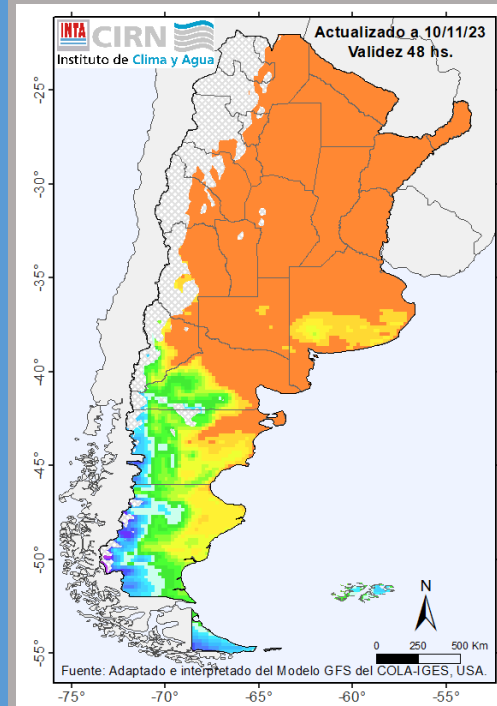 INTA CIRN
Instituto de Clima y Agua
Actualizado a 10/11/23
Validez 48 hs.
-25°
-30°
-35°
-40°
-45°
-50°
-55°
N
0 250 500 Km
Fuente: Adaptado e interpretado del Modelo GFS del COLA-IGES, USA.
-75° -70° -65° -60° -55°